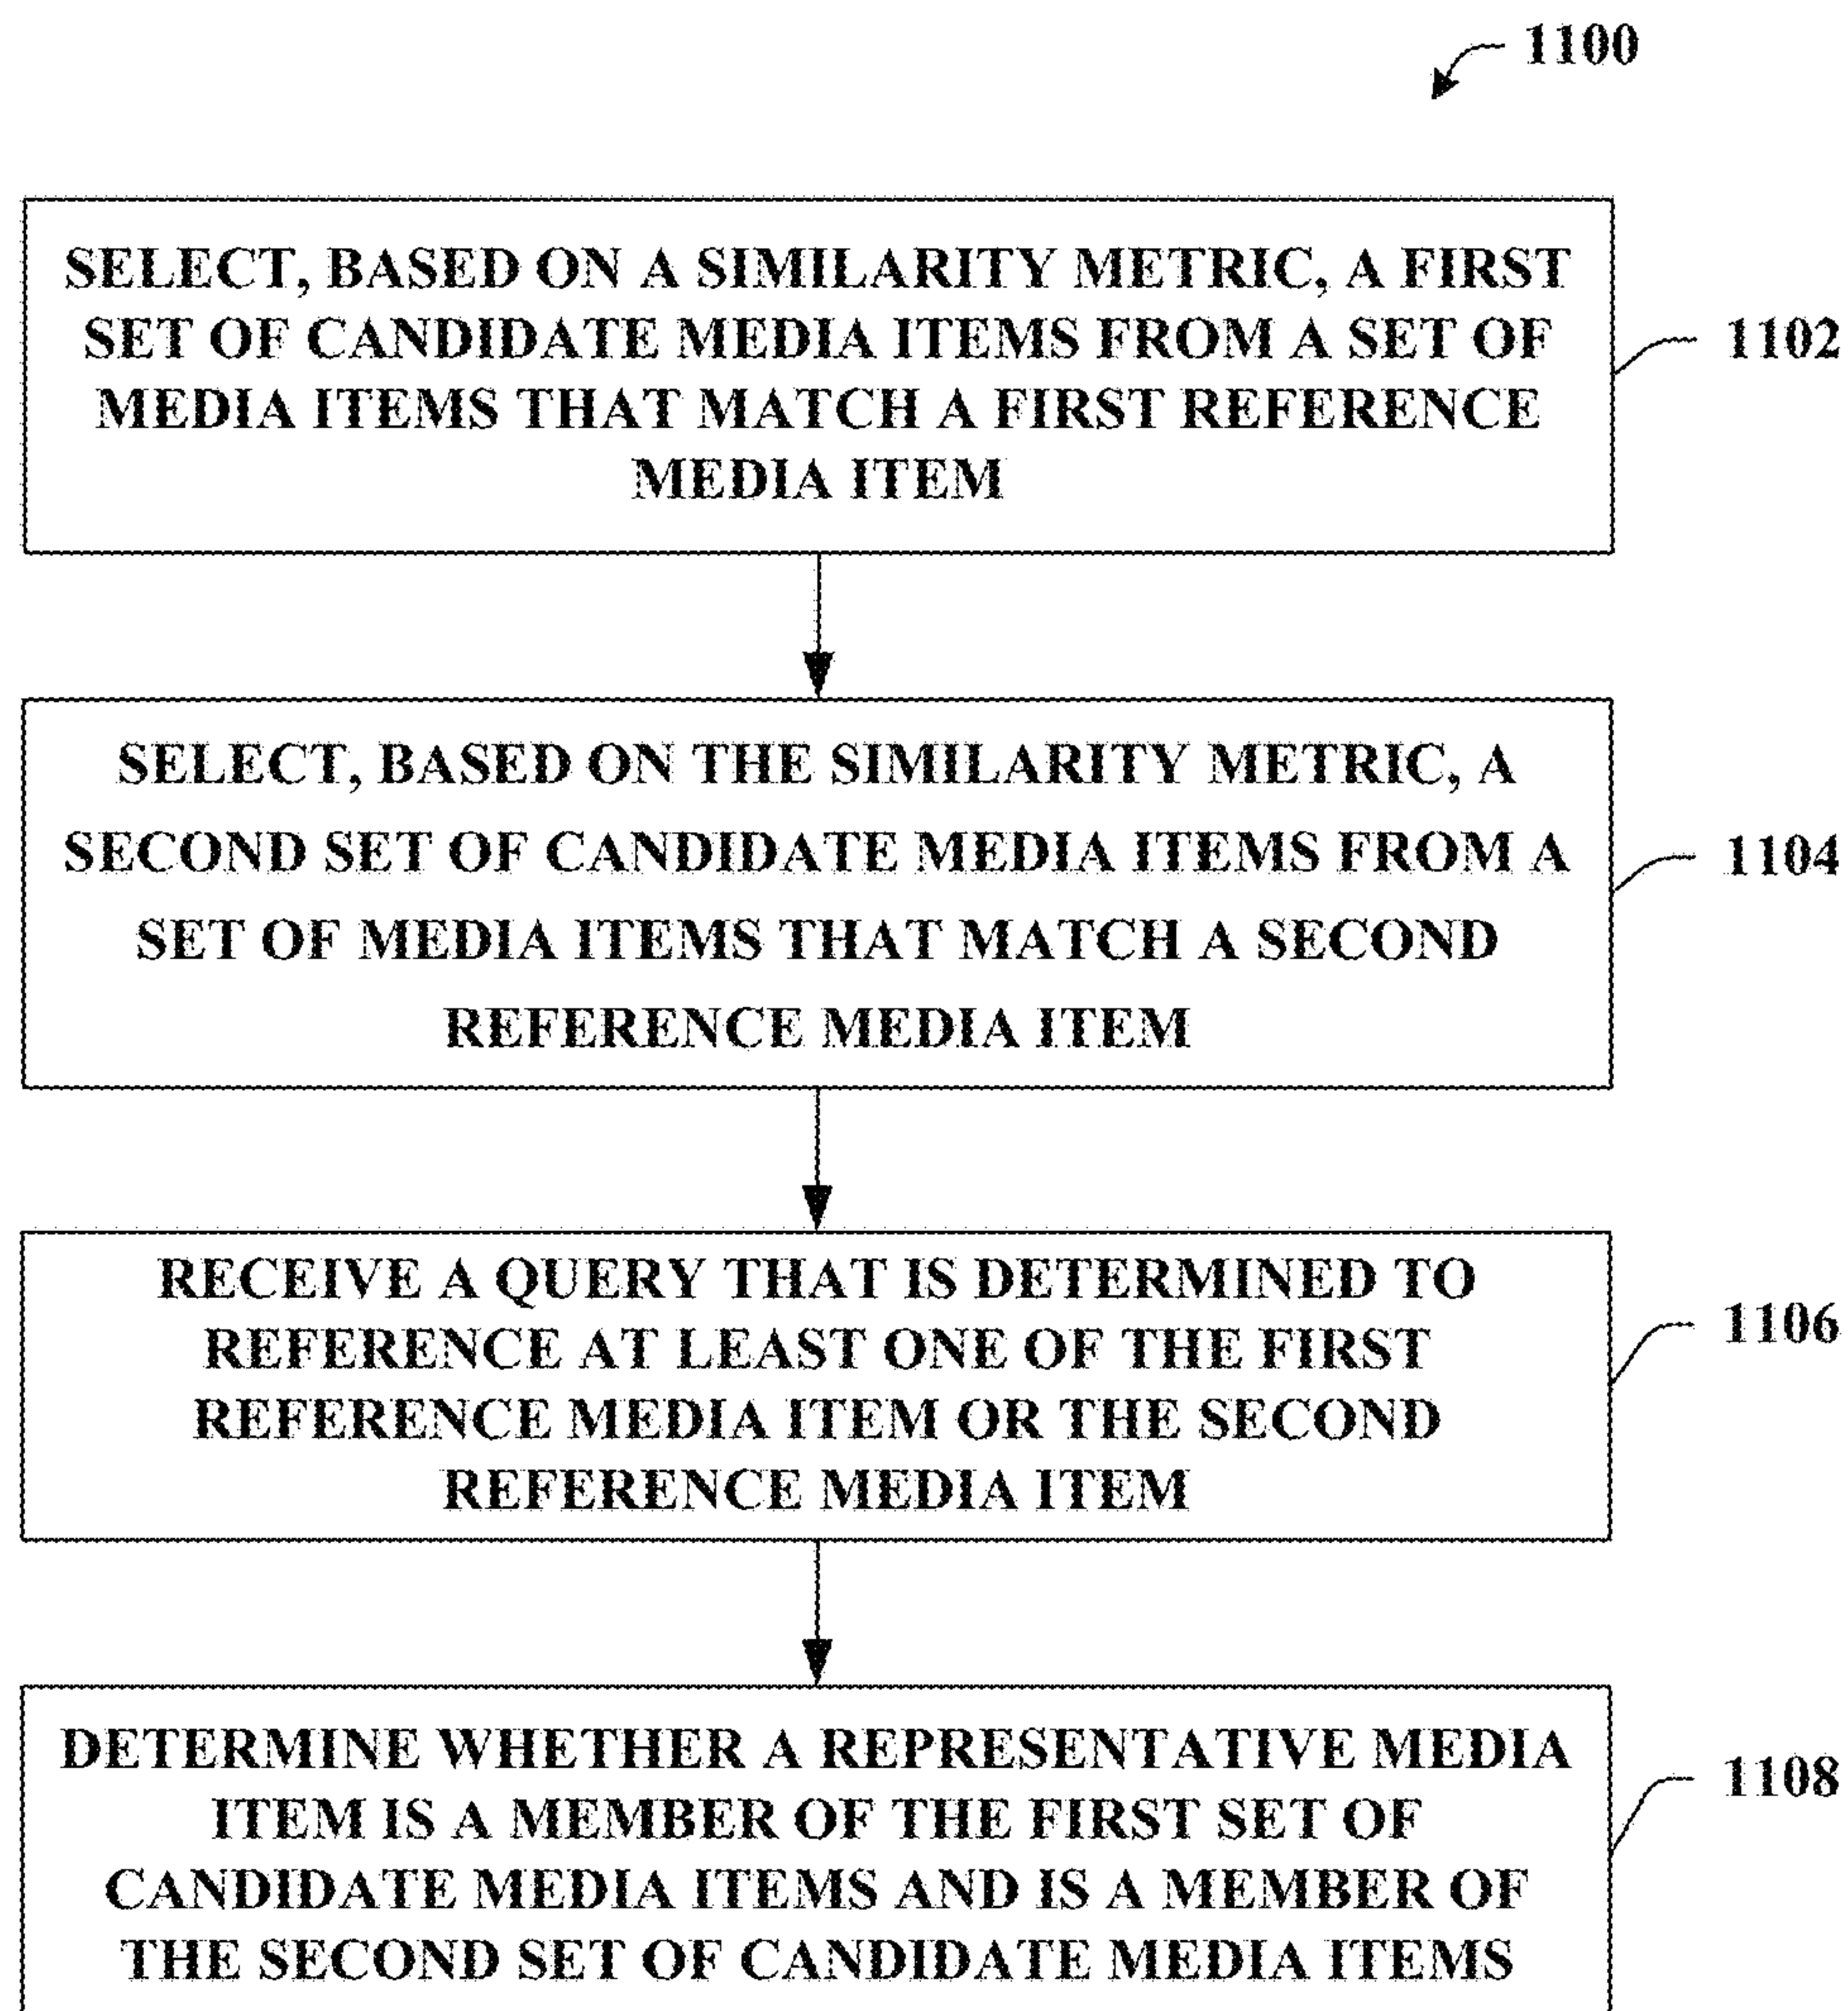 1100
SELECT, BASED ON A SIMILARITY METRIC, A FIRST
SET OF CANDIDATE MEDIA ITEMS FROM A SET OF
MEDIA ITEMS THAT MATCH A FIRST REFERENCE
MEDIA ITEM
1102
SELECT, BASED ON THE SIMILARITY METRIC, A
SECOND SET OF CANDIDATE MEDIA ITEMS FROM A
SET OF MEDIA ITEMS THAT MATCH A SECOND
REFERENCE MEDIA ITEM
1104
RECEIVE A QUERY THAT IS DETERMINED TO
REFERENCE AT LEAST ONE OF THE FIRST
REFERENCE MEDIA ITEM OR THE SECOND
REFERENCE MEDIA ITEM
1106
DETERMINE WHETHER A REPRESENTATIVE MEDIA
ITEM IS A MEMBER OF THE FIRST SET OF
CANDIDATE MEDIA ITEMS AND IS A MEMBER OF
THE SECOND SET OF CANDIDATE MEDIA ITEMS
1108